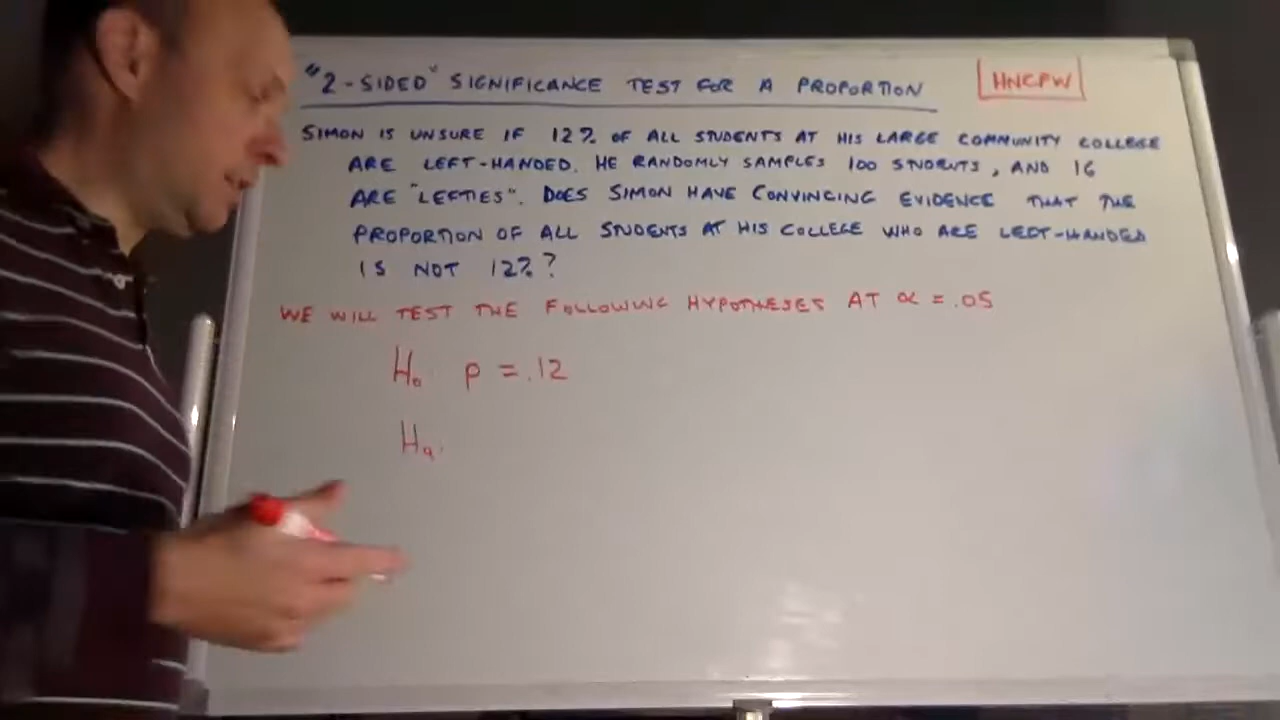 "2-SIDED" SIGNIFICANCE TEST FOR A PROPORTION
HNCPW
SIMON IS UNSURE IF 12% OF ALL STUDENTS AT HIS LARGE COMMUNITY COLLEGE
ARE LEFT-HANDED. HE RANDOMLY SAMPLES 100 STUDENTS, AND 16
ARE "LEFTIES". DOES SIMON HAVE CONVINCING EVIDENCE THAT THE
PROPORTION OF ALL STUDENTS AT HIS COLLEGE WHO ARE LEFT-HANDED
IS NOT 12%?
WE WILL TEST THE FOLLOWING HYPOTHESES AT α = .05
H₀: p = .12
Hₐ: